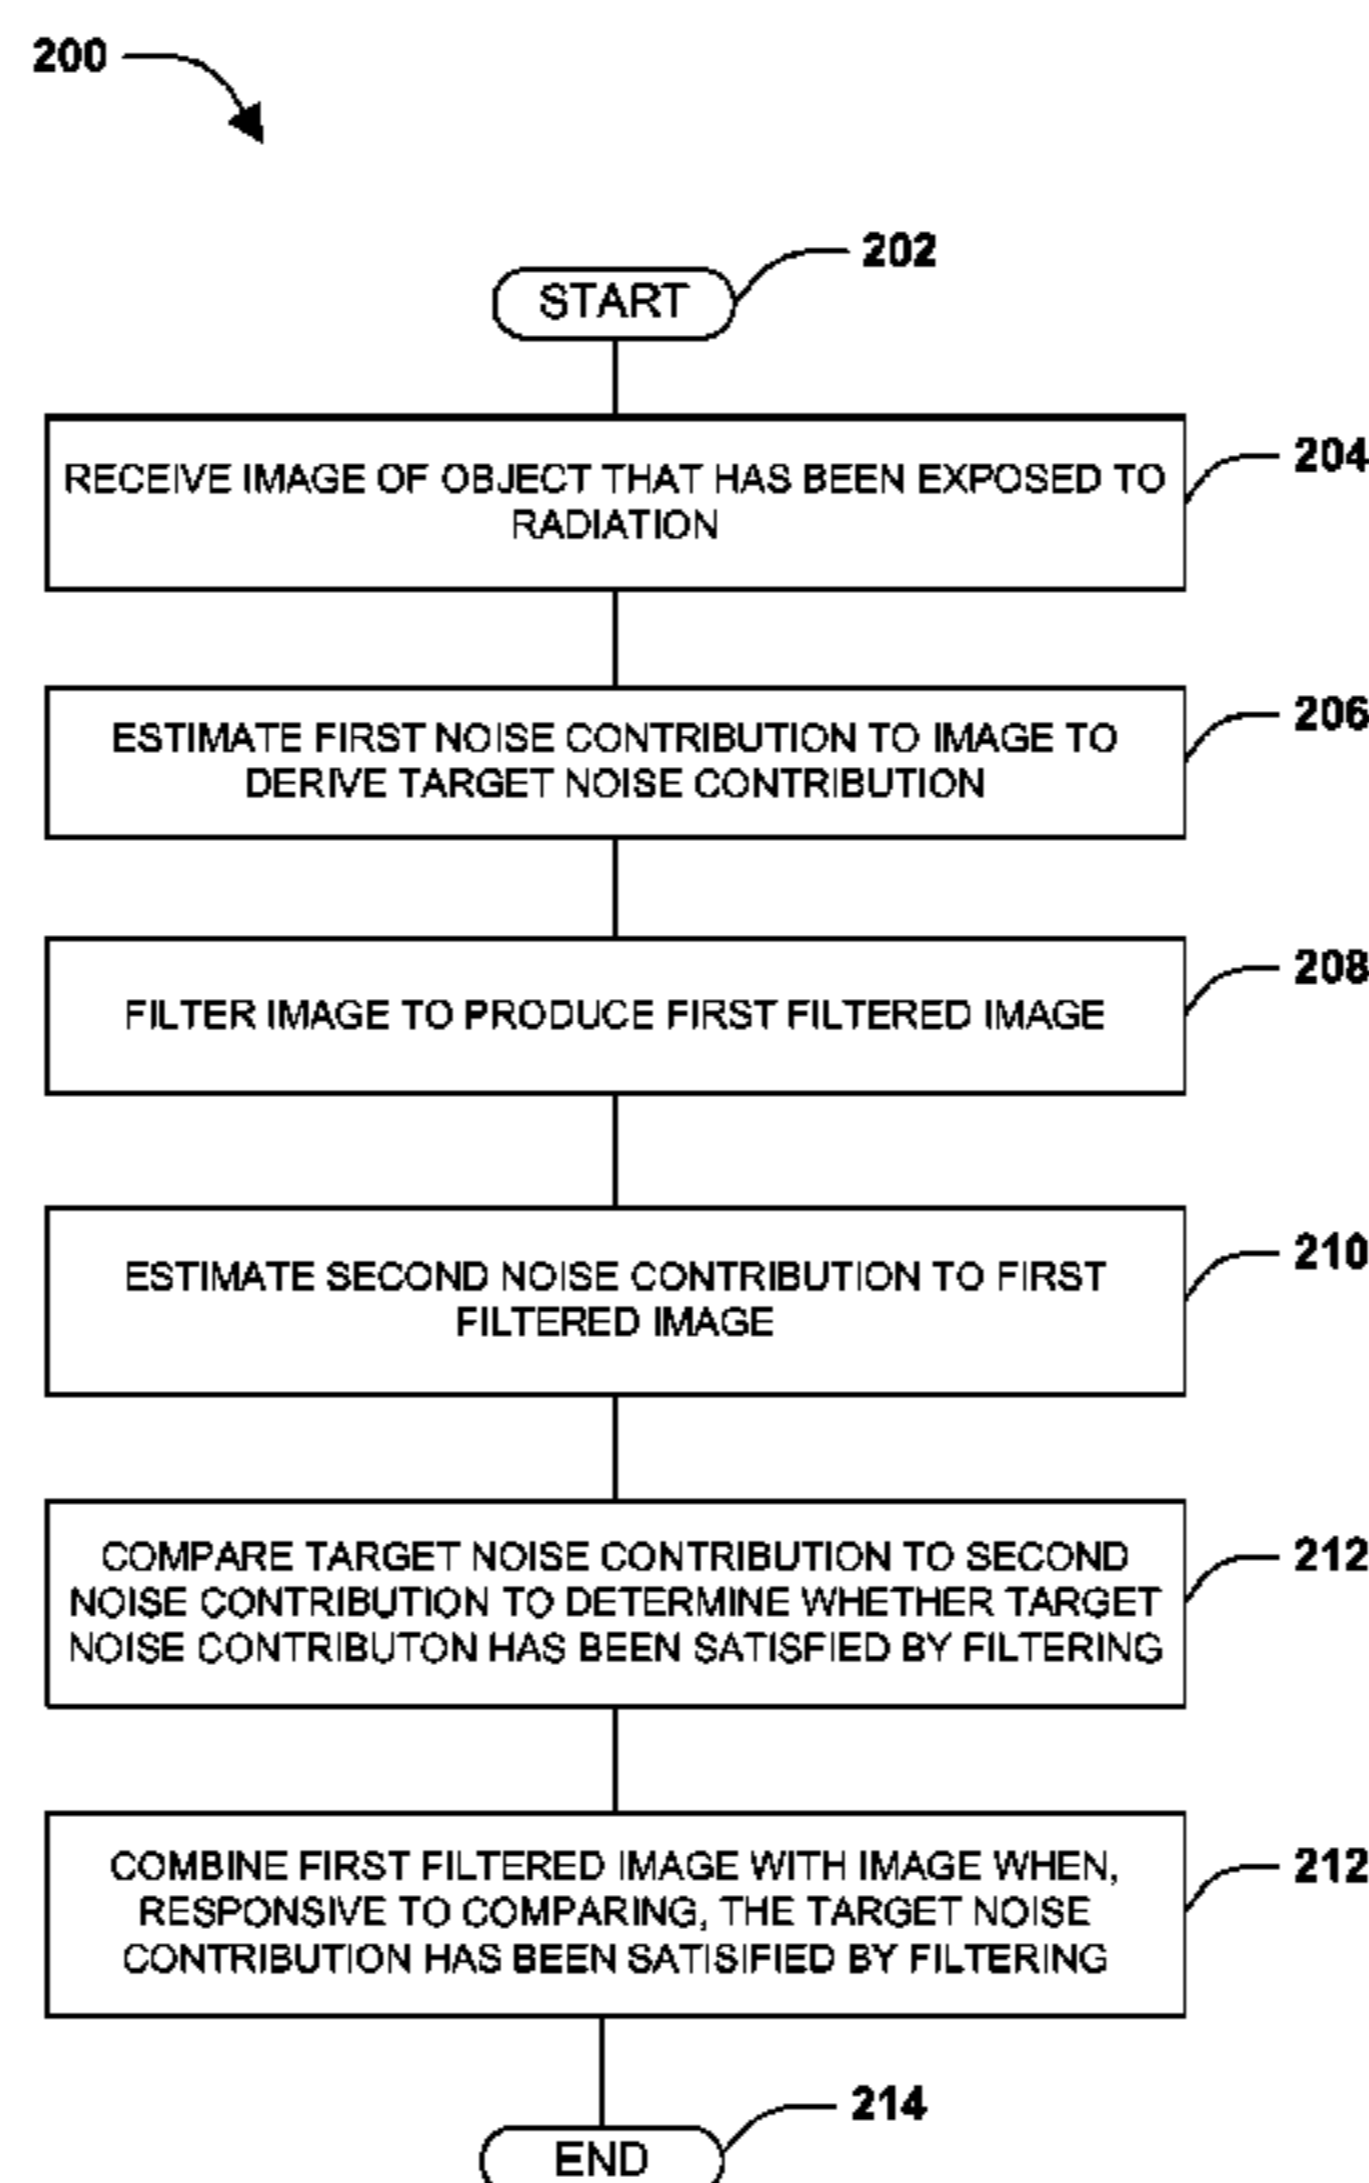 200
202
START
204
RECEIVE IMAGE OF OBJECT THAT HAS BEEN EXPOSED TO
RADIATION
206
ESTIMATE FIRST NOISE CONTRIBUTION TO IMAGE TO
DERIVE TARGET NOISE CONTRIBUTION
208
FILTER IMAGE TO PRODUCE FIRST FILTERED IMAGE
210
ESTIMATE SECOND NOISE CONTRIBUTION TO FIRST
FILTERED IMAGE
212
COMPARE TARGET NOISE CONTRIBUTION TO SECOND
NOISE CONTRIBUTION TO DETERMINE WHETHER TARGET
NOISE CONTRIBUTON HAS BEEN SATISFIED BY FILTERING
212
COMBINE FIRST FILTERED IMAGE WITH IMAGE WHEN,
RESPONSIVE TO COMPARING, THE TARGET NOISE
CONTRIBUTION HAS BEEN SATISIFIED BY FILTERING
214
END